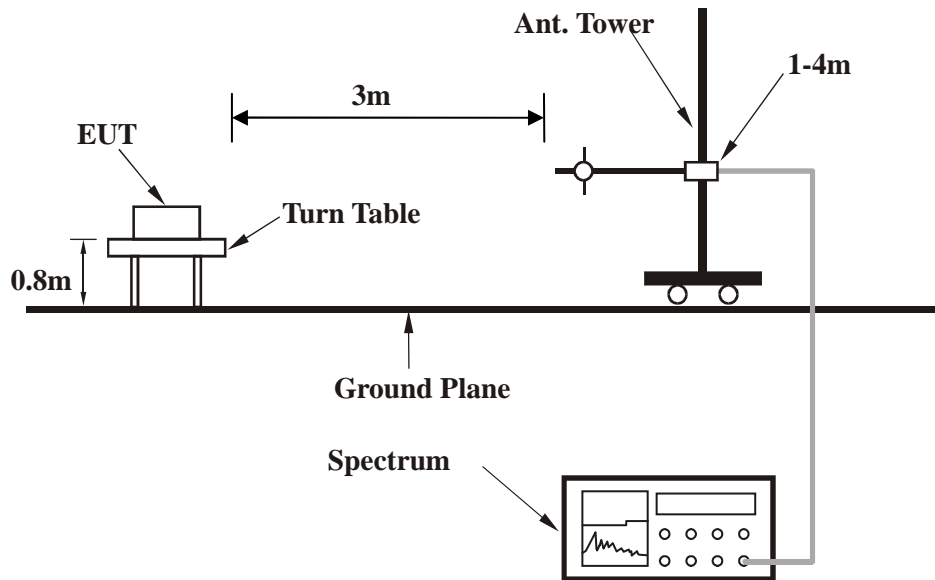 Ant. Tower
1-4m
3m
EUT
Turn Table
0.8m
Ground Plane
Spectrum